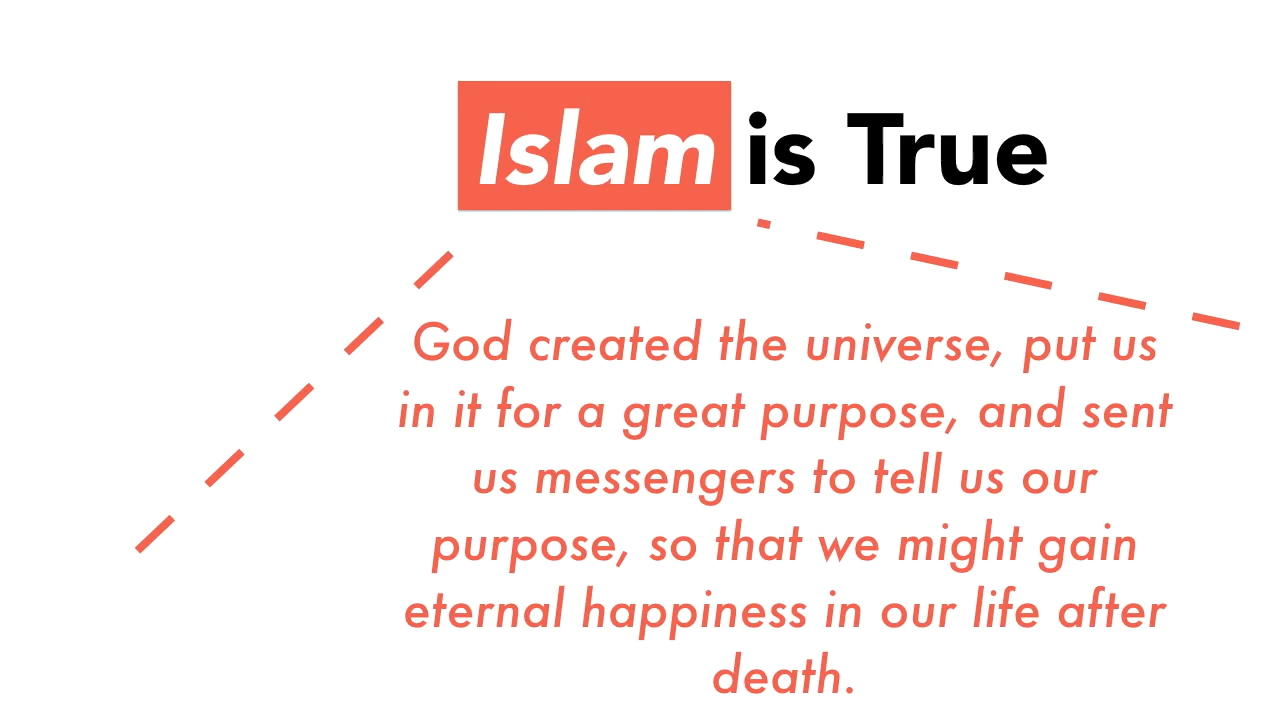 Islam is True
God created the universe, put us
in it for a great purpose, and sent
us messengers to tell us our
purpose, so that we might gain
eternal happiness in our life after
death.